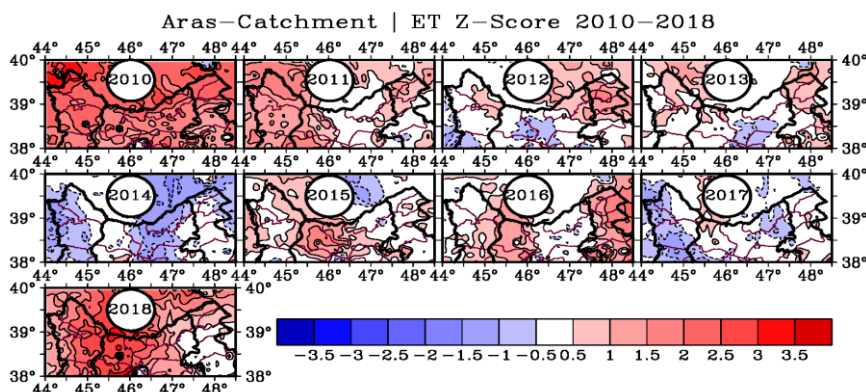 Aras-Catchment | ET Z-Score 2010-2018
44° 45° 46° 47° 48° 44° 45° 46° 47° 48° 44° 45° 46° 47° 48° 44° 45° 46° 47° 48°
40° 2010 2011 2012 2013 40°
39° 39°
38° 38°
44 45 46 47 48 44 45 46 47 48 44 45 46 47 48 44 45 46 47 48
40° 2014 2015 2016 2017 40°
39° 39°
38° 38°
44° 45° 46° 47° 48° 44 45 46 47 48 44 45 46 47 48 44 45 46 47 48
40° 2018 40°
39° 39°
38° 38°
44° 45° 46° 47° 48°
-3.5 -3 -2.5 -2 -1.5 -1 -0.5 0.5 1 1.5 2 2.5 3 3.5